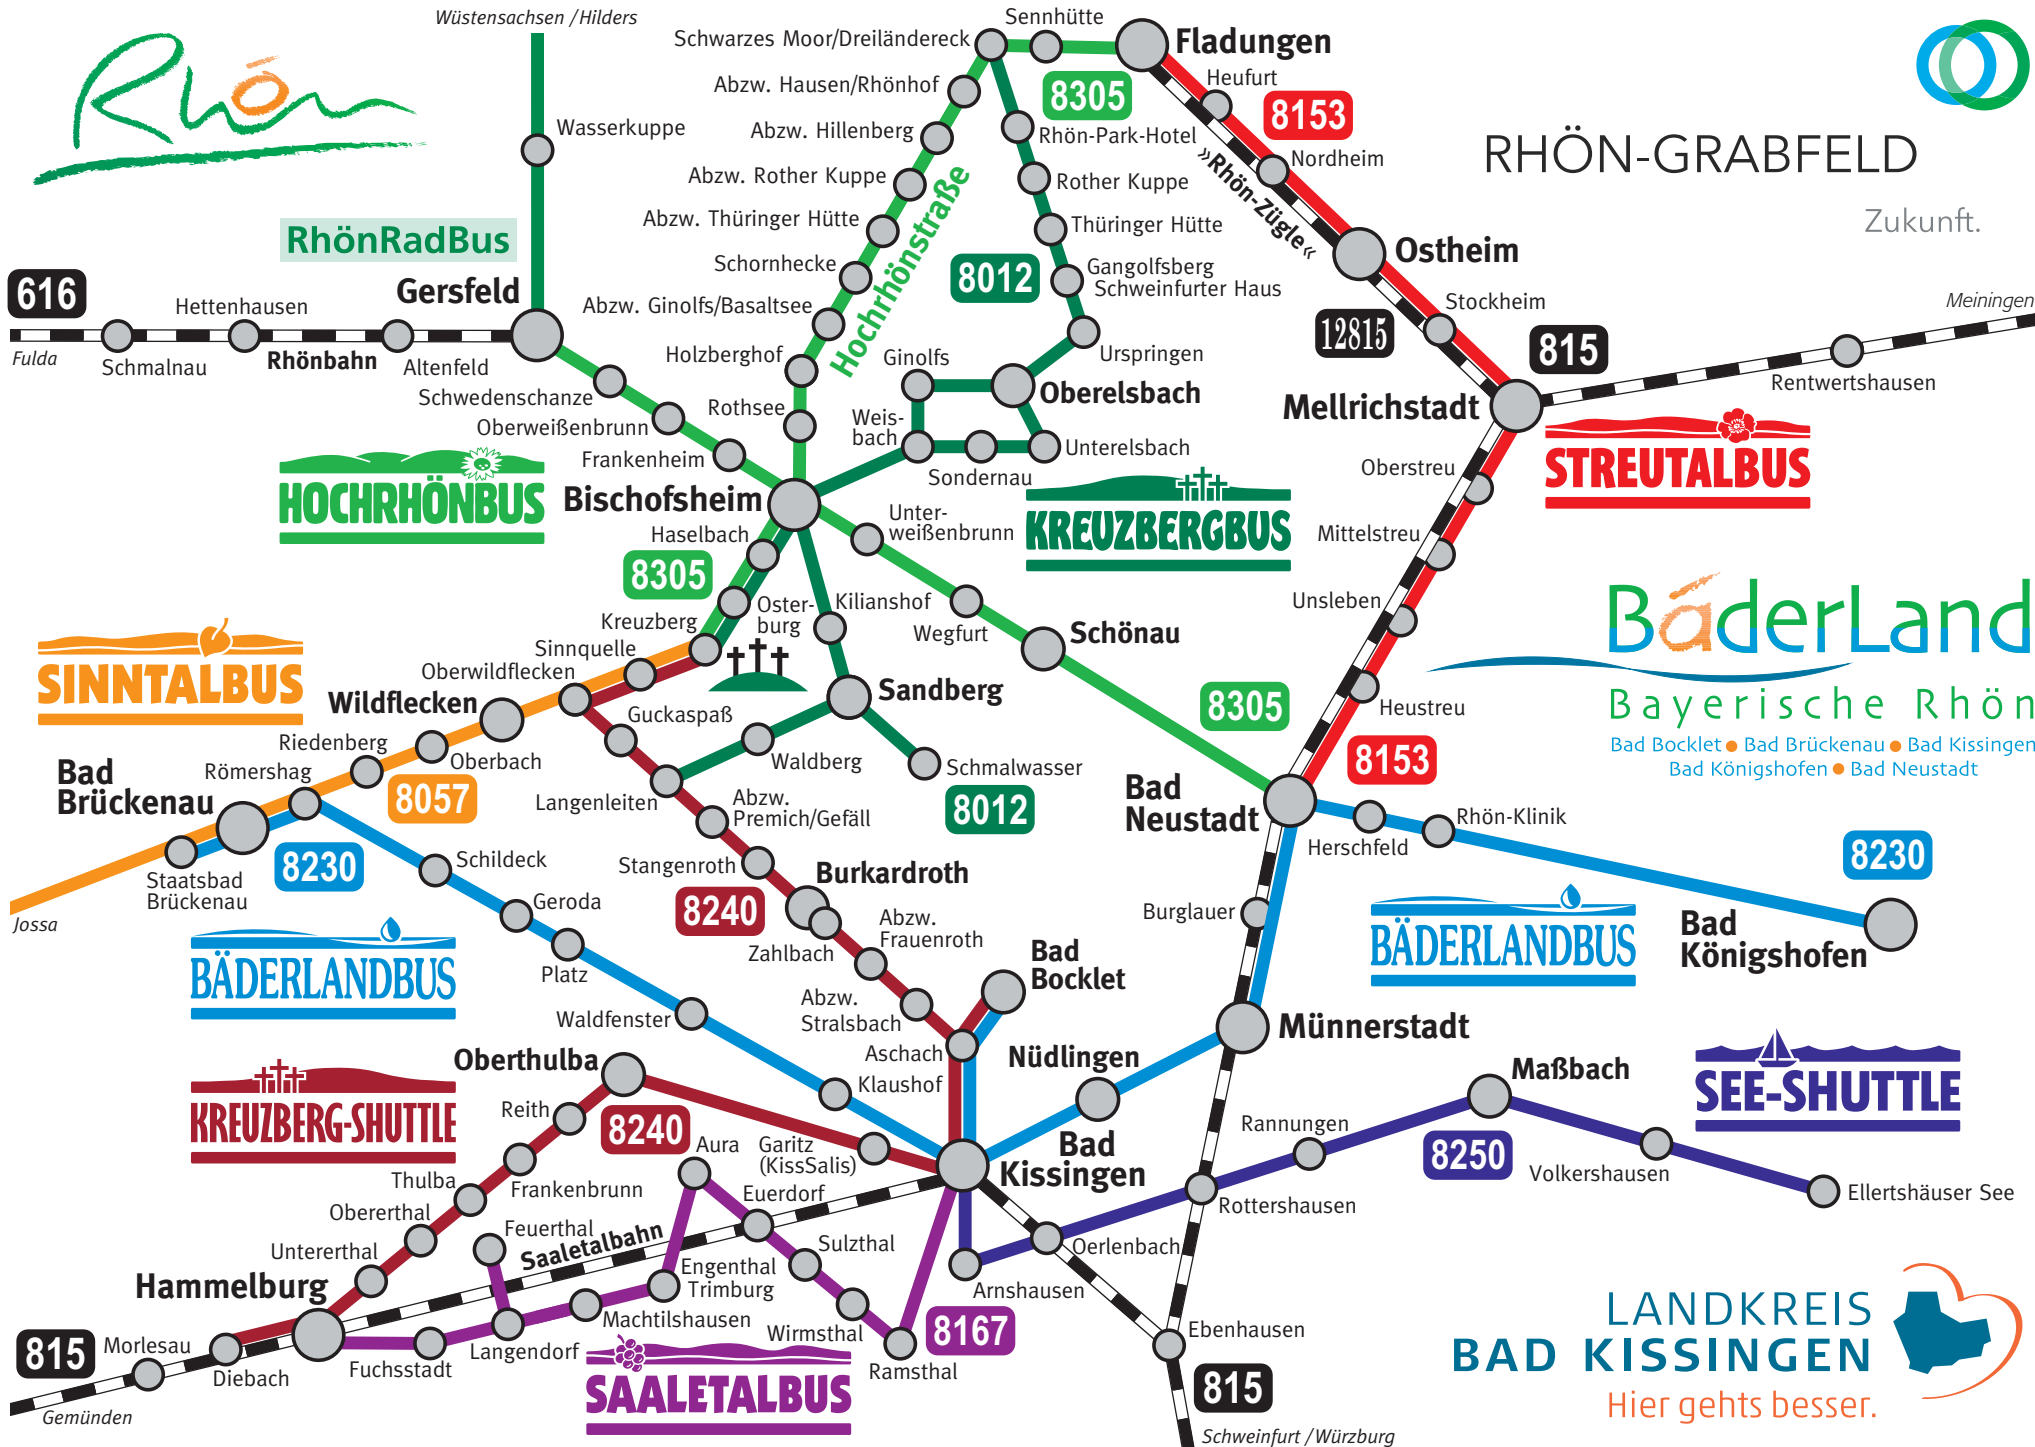 Wüstensachsen / Hilders
Sennhütte
Schwarzes Moor/Dreiländereck
Fladungen
Rhön
Heufurt
Abzw. Hausen/Rhönhof
8305
8153
Wasserkuppe
Abzw. Hillenberg
Rhön-Park-Hotel
RHÖN-GRABFELD
»Rhön-Zügle«
Nordheim
Abzw. Rother Kuppe
Rother Kuppe
Hochrhönstraße
Zukunft.
RhönRadBus
Abzw. Thüringer Hütte
Thüringer Hütte
Ostheim
Schornhecke
8012
Gangolfsberg
Schweinfurter Haus
616
Gersfeld
Hettenhausen
Abzw. Ginolfs/Basaltsee
Stockheim
Meiningen
12815
815
Fulda
Schmalnau
Rhönbahn
Altenfeld
Holzberghof
Ginolfs
Urspringen
Rentwertshausen
Schwedenschanze
Oberelsbach
Mellrichstadt
Rothsee
Weis-
bach
Oberweißenbrunn
Unterelsbach
Frankenheim
Sondernau
Oberstreu
STREUTALBUS
HOCHRHÖNBUS
Bischofsheim
KREUZBERGBUS
Unter-
weißenbrunn
Haselbach
Mittelstreu
8305
Kreuzberg
Oster-
burg
Kilianshof
Wegfurt
Unsleben
Schönau
BäderLand
Bayerische Rhön
Bad Bocklet ● Bad Brückenau ● Bad Kissingen
Bad Königshofen ● Bad Neustadt
Sinnquelle
SINNTALBUS
Oberwildflecken
Wildflecken
Sandberg
8305
Heustreu
Guckaspaß
Riedenberg
Oberbach
Waldberg
Schmalwasser
8153
Bad
Brückenau
Römershag
8057
Langenleiten
Abzw.
Premich/Gefäll
8012
Bad
Neustadt
Rhön-Klinik
Herschfeld
8230
8230
Staatsbad
Brückenau
Schildeck
Stangenroth
Burkardroth
Jossa
Geroda
8240
Abzw.
Frauenroth
Burglauer
BÄDERLANDBUS
Bad
Königshofen
BÄDERLANDBUS
Platz
Zahlbach
Bad
Bocklet
Abzw.
Stralsbach
Waldfenster
Münnerstadt
Aschach
Oberthulba
Nüdlingen
Maßbach
SEE-SHUTTLE
KREUZBERG-SHUTTLE
Klaushof
Reith
8240
Aura
Garitz
(KissSalis)
Bad
Kissingen
Rannungen
8250
Volkershausen
Thulba
Frankenbrunn
Euerdorf
Rottershausen
Ellertshäuser See
Obererthal
Feuerthal
Saaletalbahn
Sulzthal
Oerlenbach
Untererthal
Engenthal
Trimburg
Arnshausen
Hammelburg
Machtilshausen
Wirmsthal
8167
Ebenhausen
LANDKREIS
BAD KISSINGEN
Hier gehts besser.
815
Morlesau
Diebach
Fuchsstadt
Langendorf
Ramsthal
SAALETALBUS
815
Gemünden
Schweinfurt / Würzburg